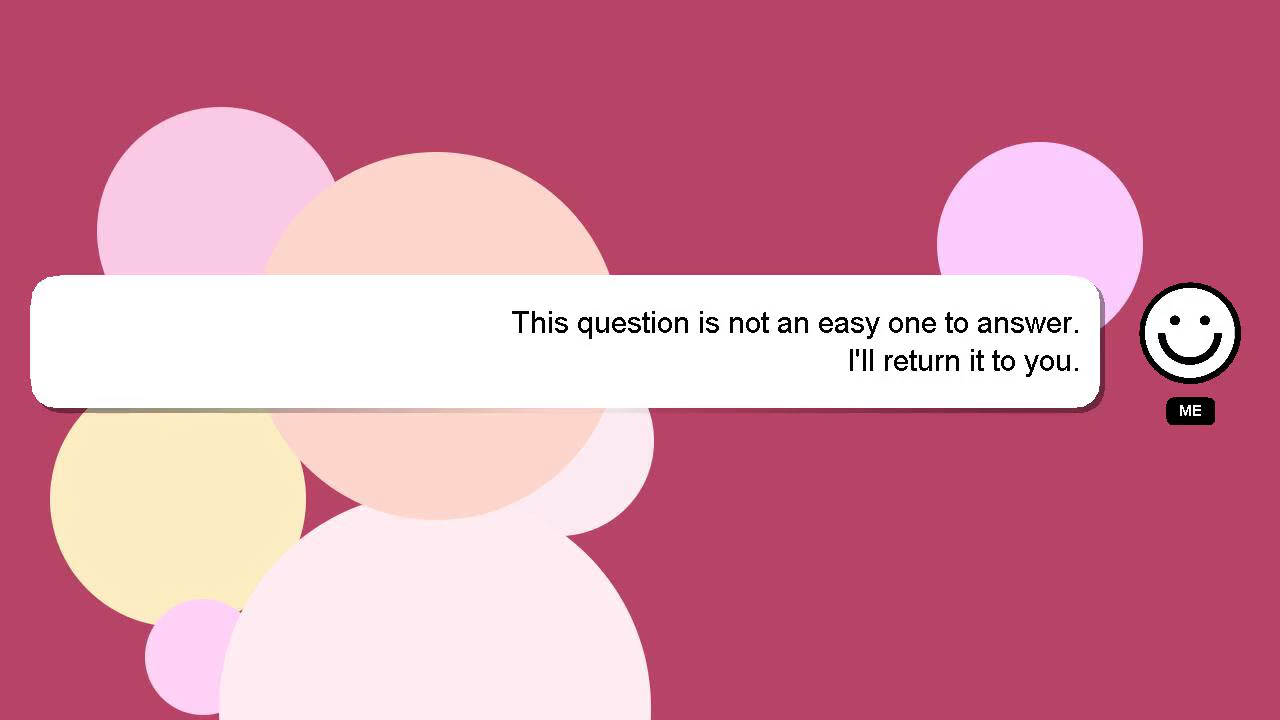 This question is not an easy one to answer.
I'll return it to you.
ME